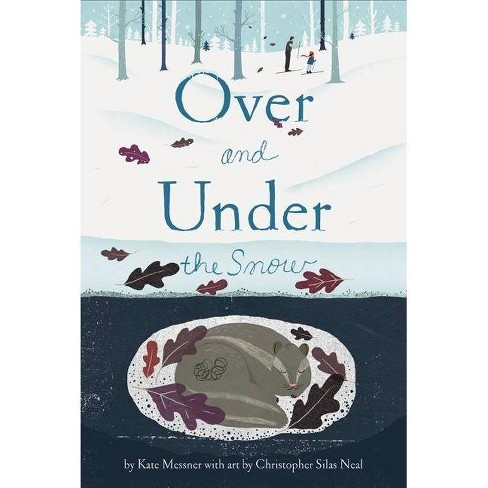 Over
and
Under
the Snow
by Kate Messner with art by Christopher Silas Neal